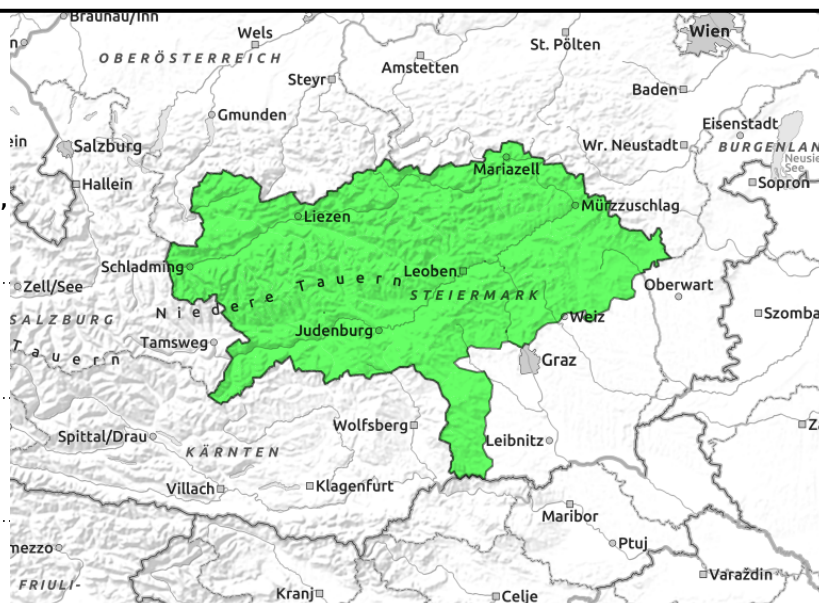 Braunau/Inn
Wels
St. Pölten
Wien
OBERÖSTERREICH
Amstetten
Steyr
Baden
Gmunden
Eisenstadt
Salzburg
Wr. Neustadt
BURGENLAN
Neusie
See
Mariazell
Hallein
Sopron
Mürzzuschlag
Liezen
Schladming
Leoben
Zell/See
Niedere Tauern
STEIERMARK
Oberwart
SALZBURG
Weiz
Szomba
Judenburg
Tamsweg
Tauern
Graz
Wolfsberg
Spittal/Drau
Leibnitz
KÄRNTEN
Villach
Klagenfurt
Maribor
Ptuj
mezzo
Varaždin
FRIULI-
Kranj
Celje